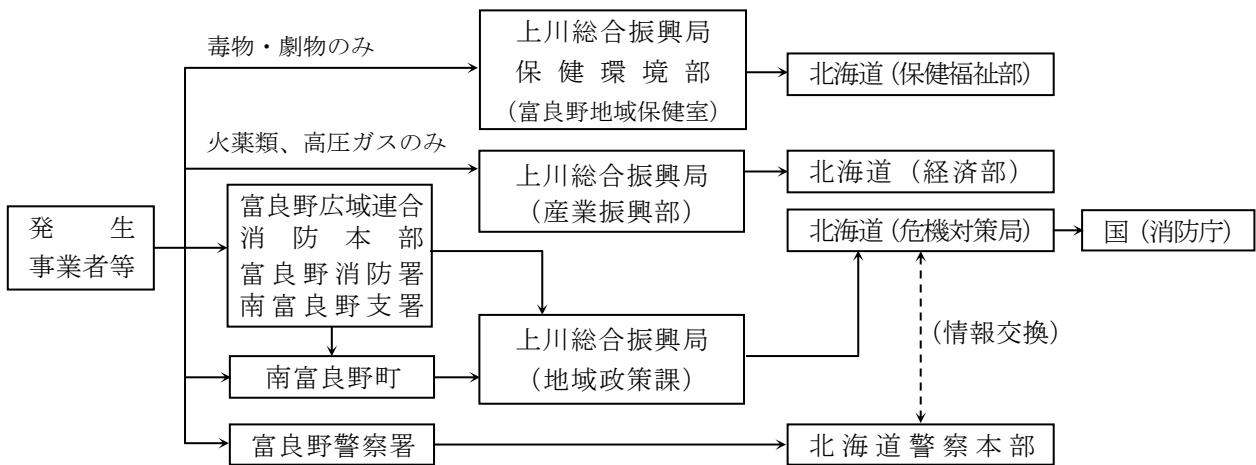 毒物・劇物のみ
上川総合振興局
保健環境部
（富良野地域保健室）
北海道（保健福祉部）
火薬類、高圧ガスのみ
上川総合振興局
（産業振興部）
北海道（経済部）
発生
事業者等
富良野広域連合
消防本部
富良野消防署
南富良野支署
北海道（危機対策局）
国（消防庁）
上川総合振興局
（地域政策課）
（情報交換）
南富良野町
富良野警察署
北海道警察本部